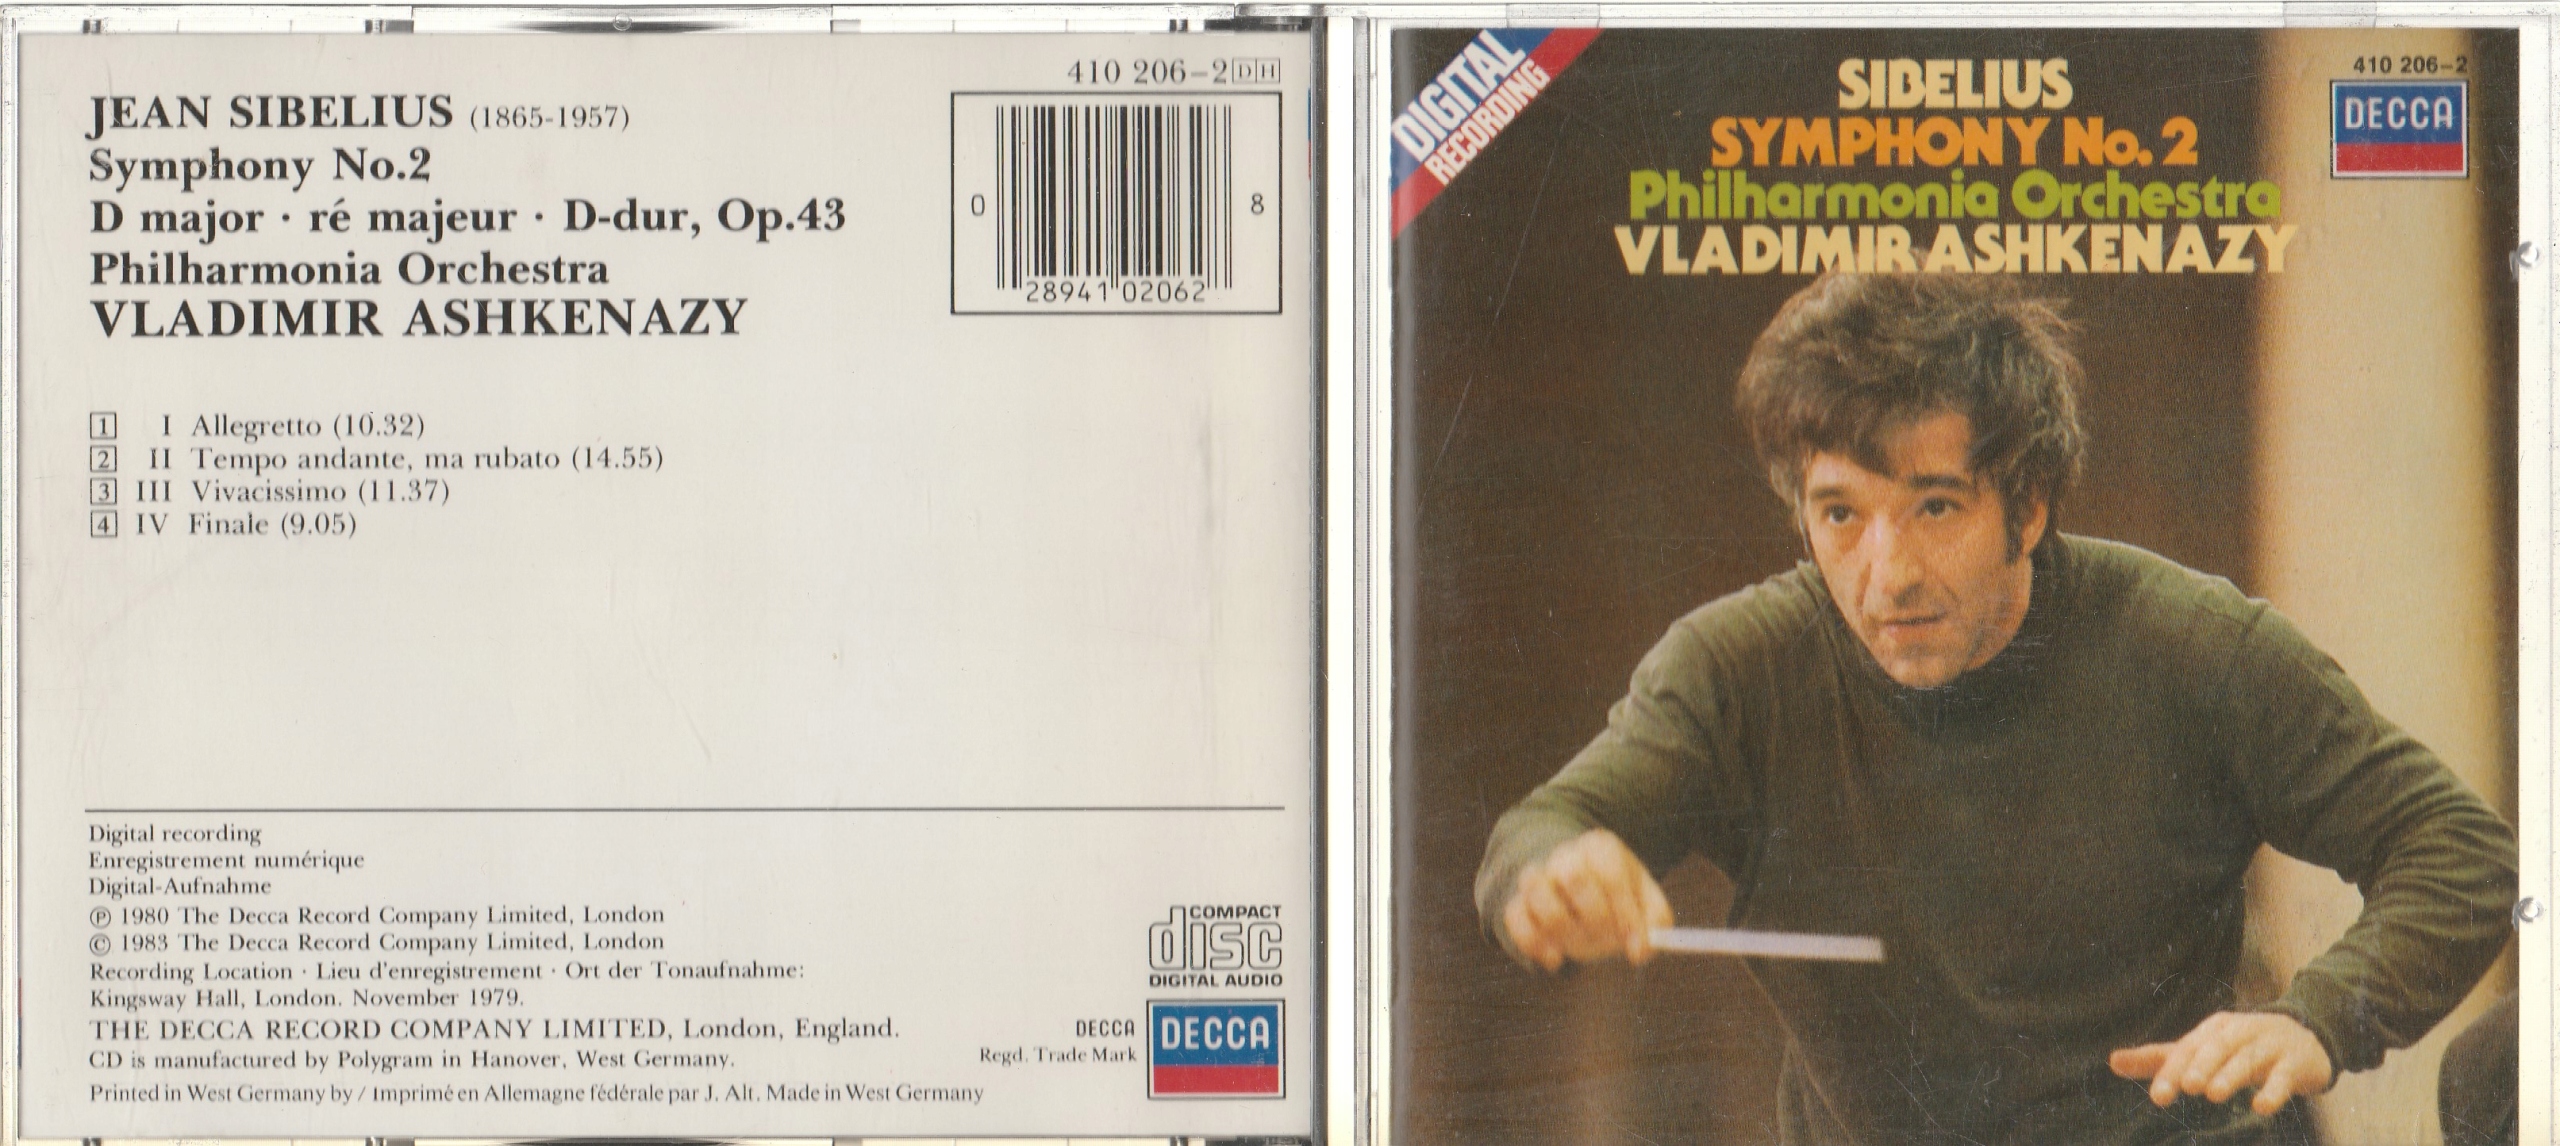 410 206-2 DH
JEAN SIBELIUS (1865-1957)
Symphony No.2
D major · ré majeur · D-dur, Op.43
Philharmonia Orchestra
VLADIMIR ASHKENAZY
0 28941 02062 8
1 I Allegretto (10.32)
2 II Tempo andante, ma rubato (14.55)
3 III Vivacissimo (11.37)
4 IV Finale (9.05)
Digital recording
Enregistrement numérique
Digital-Aufnahme
℗ 1980 The Decca Record Company Limited, London
© 1983 The Decca Record Company Limited, London
Recording Location · Lieu d'enregistrement · Ort der Tonaufnahme:
Kingsway Hall, London. November 1979.
THE DECCA RECORD COMPANY LIMITED, London, England.
CD is manufactured by Polygram in Hanover, West Germany.
Printed in West Germany by / Imprimé en Allemagne fédérale par J. Alt. Made in West Germany
COMPACT
disc
DIGITAL AUDIO
DECCA
Regd. Trade Mark
DECCA
DIGITAL
RECORDING
SIBELIUS
SYMPHONY No. 2
Philharmonia Orchestra
VLADIMIR ASHKENAZY
410 206-2
DECCA